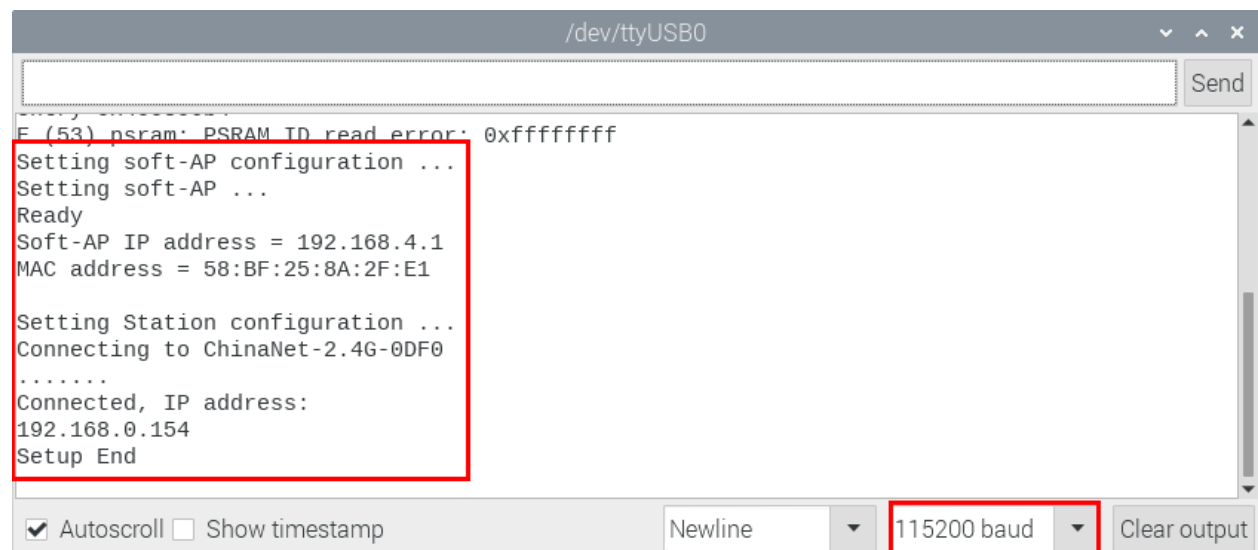 /dev/ttyUSB0
Send
E (53) psram: PSRAM ID read error: 0xffffffff
Setting soft-AP configuration ...
Setting soft-AP ...
Ready
Soft-AP IP address = 192.168.4.1
MAC address = 58:BF:25:8A:2F:E1
Setting Station configuration ...
Connecting to ChinaNet-2.4G-0DF0
.......
Connected, IP address:
192.168.0.154
Setup End
Autoscroll Show timestamp Newline 115200 baud Clear output